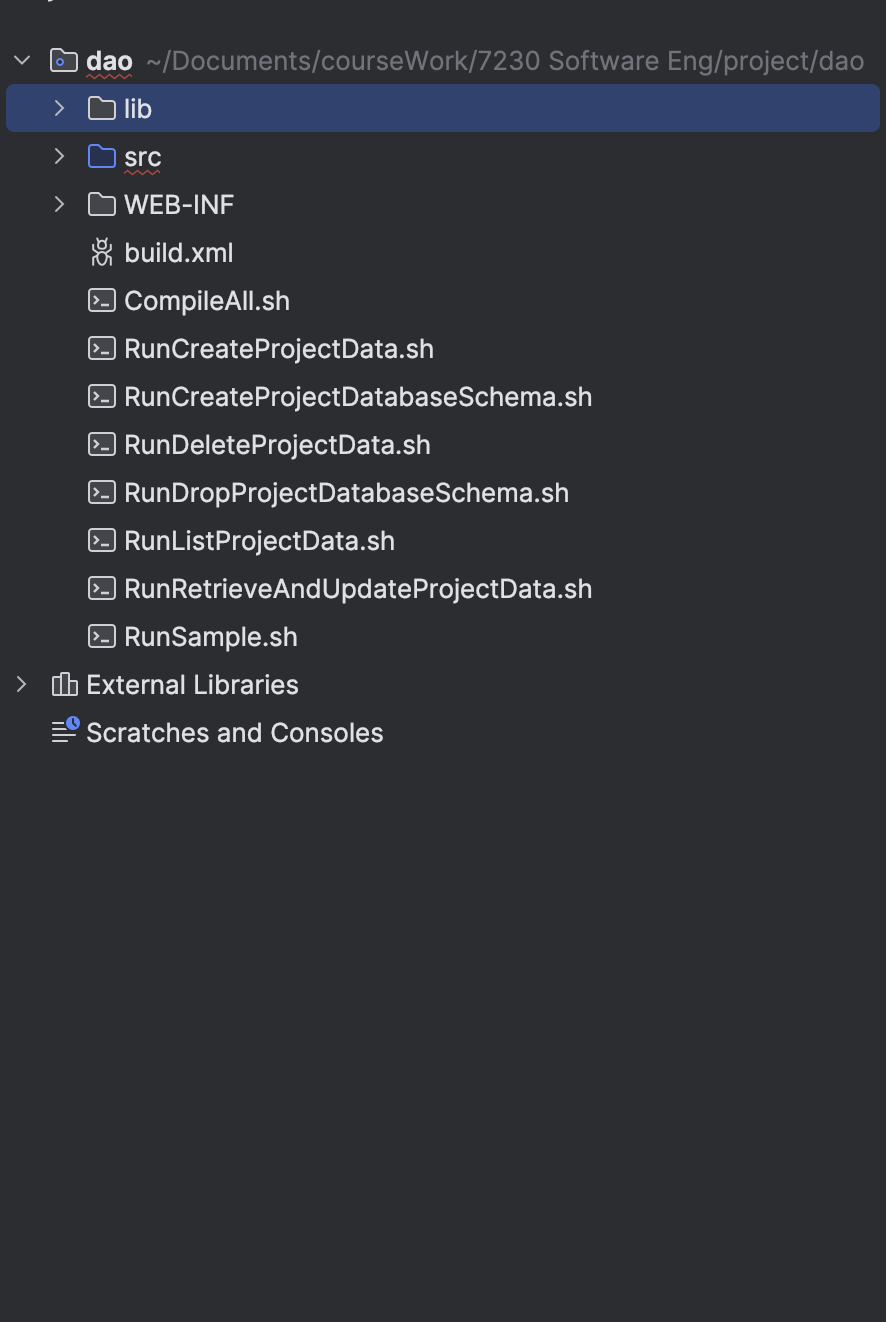 dao ~/Documents/courseWork/7230 Software Eng/project/dao
lib
src
WEB-INF
build.xml
CompileAll.sh
RunCreateProjectData.sh
RunCreateProjectDatabaseSchema.sh
RunDeleteProjectData.sh
RunDropProjectDatabaseSchema.sh
RunListProjectData.sh
RunRetrieveAndUpdateProjectData.sh
RunSample.sh
External Libraries
Scratches and Consoles